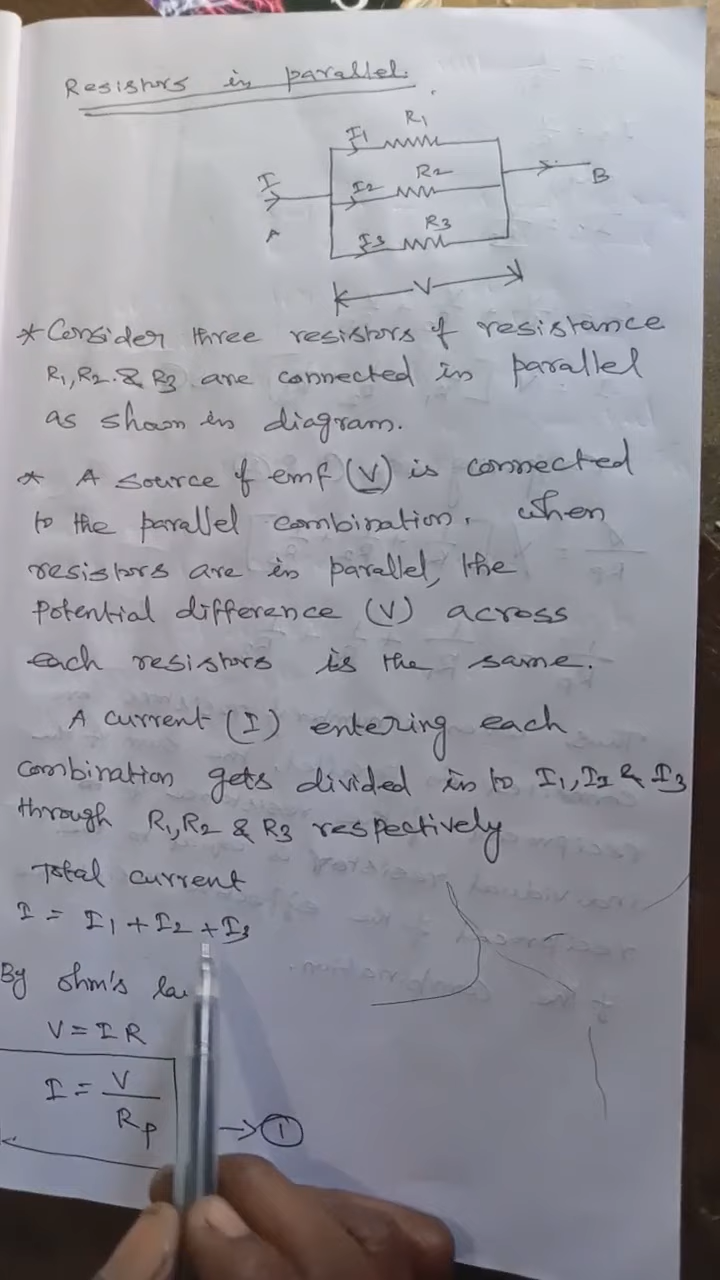 Resistors in parallel.
R1
I1
R2
I
I2
B
R3
A
I3
V
* Consider three resistors of resistance
R1, R2. & R3 are connected in parallel
as shown in diagram.
* A source of emf (V) is connected
to the parallel combination. when
resistors are in parallel, the
potential difference (V) across
each resistors is the same.
A current (I) entering each
combination gets divided in to I1, I2 & I3
through R1, R2 & R3 respectively
Total current
I = I1 + I2 + I3
By ohm's
V = IR
I = V / Rp → ①